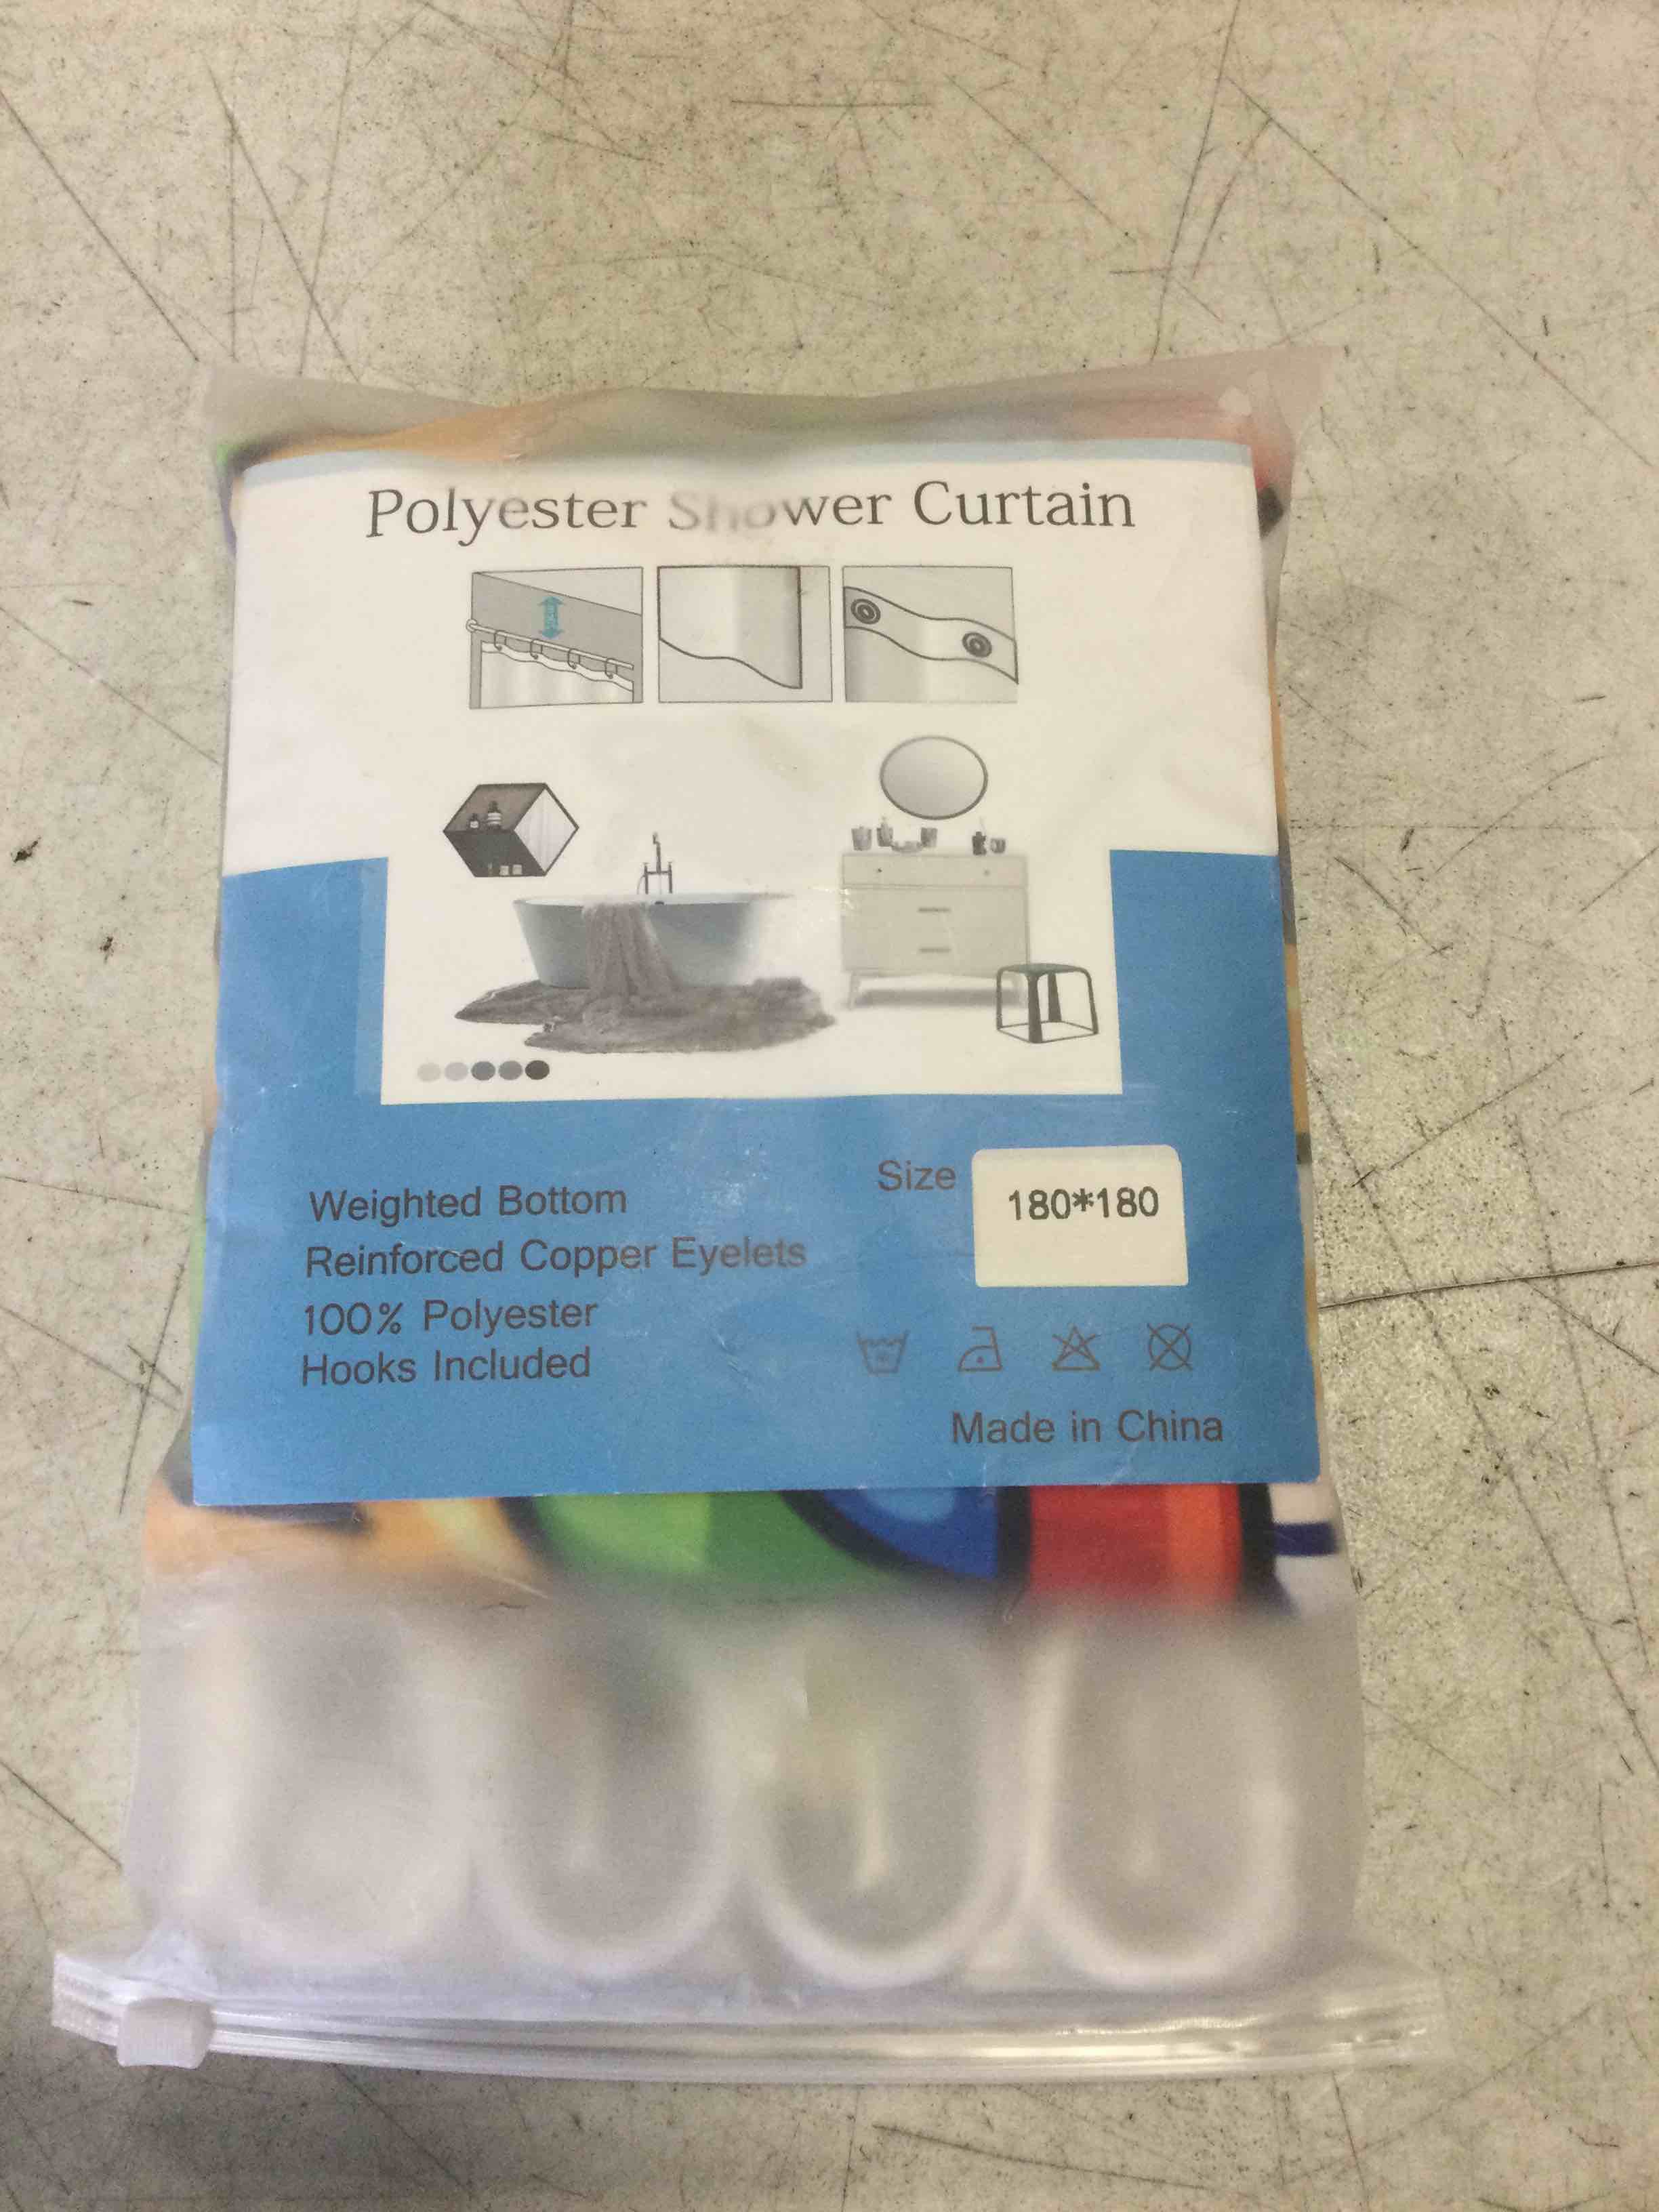 Polyester Shower Curtain
Size
180*180
Weighted Bottom
Reinforced Copper Eyelets
100% Polyester
Hooks Included
Made in China